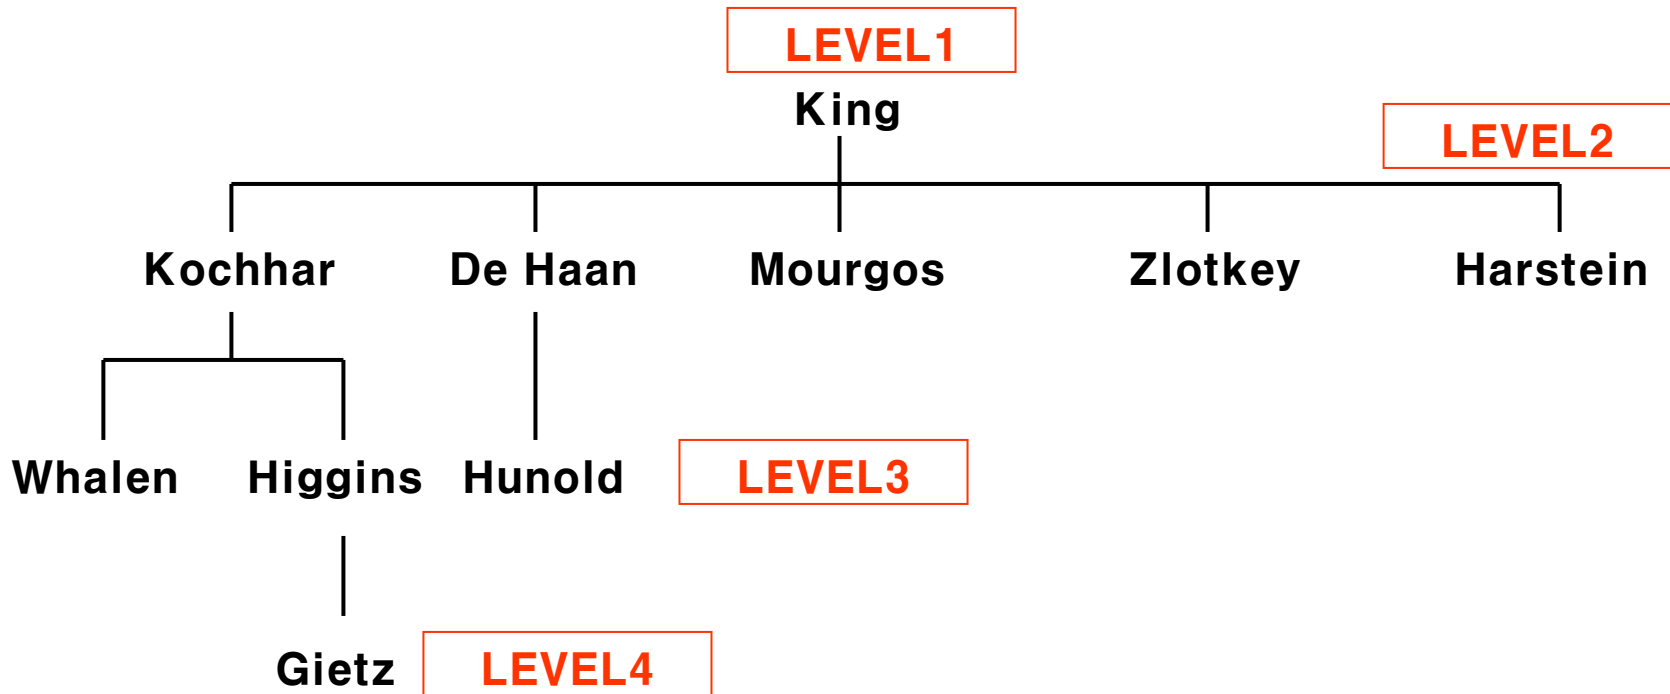 LEVEL1
King
LEVEL2
Kochhar De Haan Mourgos Zlotkey Harstein
Whalen Higgins Hunold LEVEL3
Gietz LEVEL4